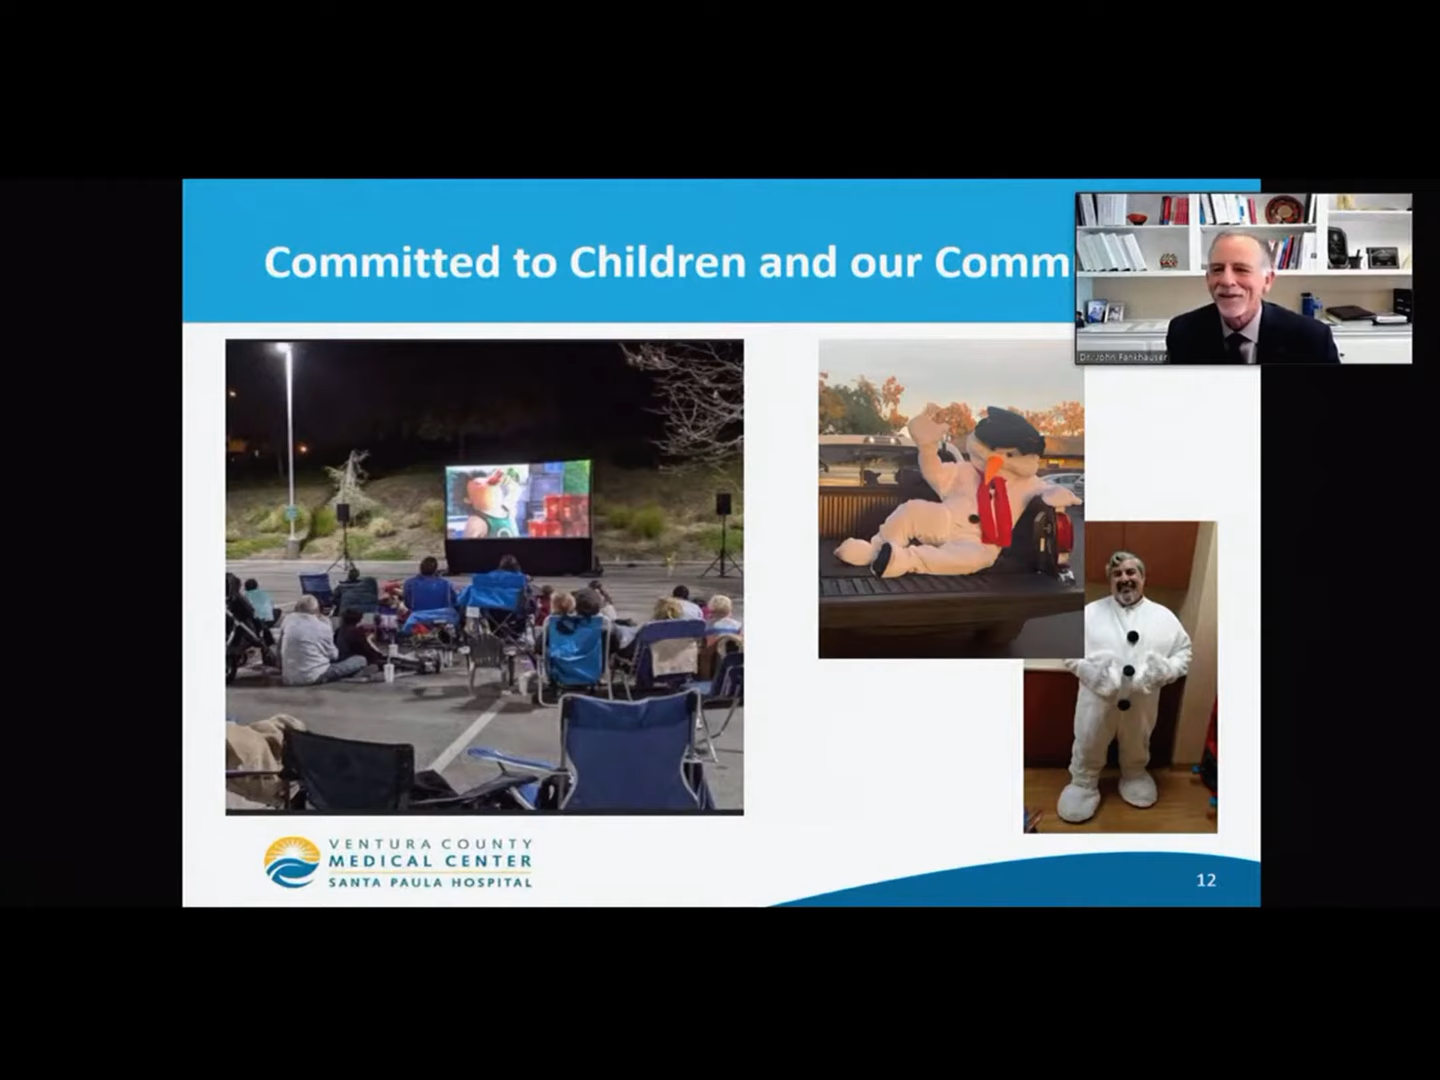 Committed to Children and our Comm
Dr. John Fankhauser
VENTURA COUNTY
MEDICAL CENTER
SANTA PAULA HOSPITAL
12